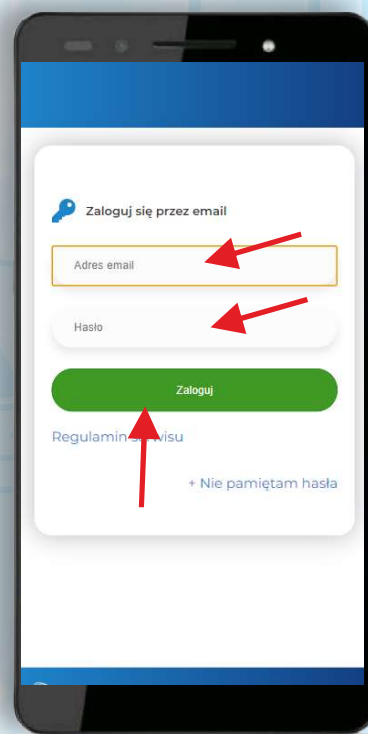 Zaloguj się przez email
Adres email
Hasło
Zaloguj
Regulamin
+ Nie pamiętam hasła